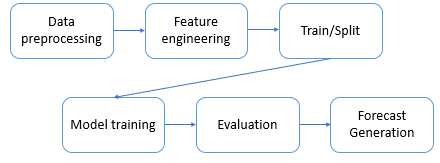 Data
preprocessing
Feature
engineering
Train/Split
Model training
Evaluation
Forecast
Generation